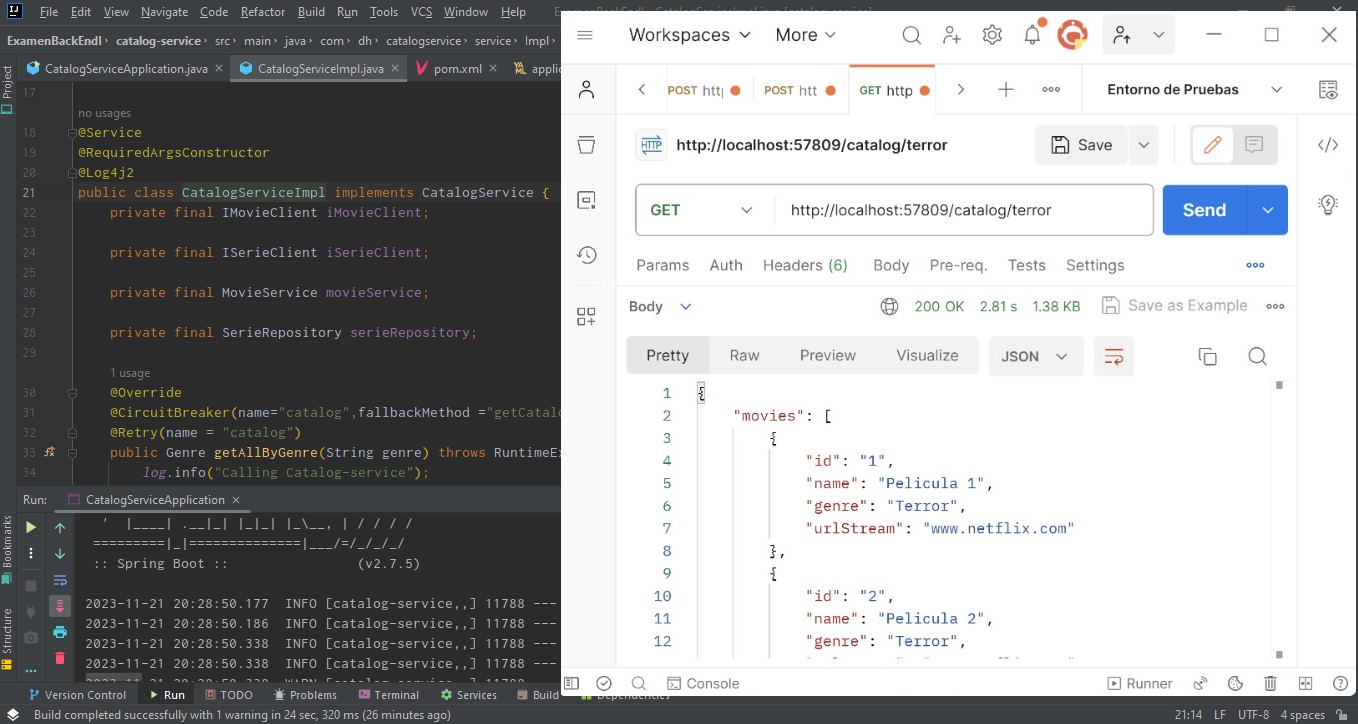 File Edit View Navigate Code Refactor Build Run Tools VCS Window Help
ExamenBackEndI catalog-service src main java com dh catalogservice service Impl
CatalogServiceApplication.java CatalogServiceImpl.java pom.xml
Project
17
no usages
18 @Service
19 @RequiredArgsConstructor
20 @Log4j2
21 public class CatalogServiceImpl implements CatalogService {
22 private final IMovieClient iMovieClient;
23
24 private final ISerieClient iSerieClient;
25
26 private final MovieService movieService;
27
28 private final SerieRepository serieRepository;
29
1 usage
30 @Override
31 @CircuitBreaker(name="catalog",fallbackMethod ="getCatalo
32 @Retry(name = "catalog")
33 public Genre getAllByGenre(String genre) throws RuntimeEx
34 log.info("Calling Catalog-service");
Run: CatalogServiceApplication
' |____| .__|_| |_|_| |_\__, | / / / /
=========|_|==============|___/=/_/_/_/
:: Spring Boot :: (v2.7.5)
2023-11-21 20:28:50.177 INFO [catalog-service,,] 11788 ---
2023-11-21 20:28:50.186 INFO [catalog-service,,] 11788 ---
2023-11-21 20:28:50.338 INFO [catalog-service,,] 11788 ---
2023-11-21 20:28:50.338 INFO [catalog-service,,] 11788 ---
Bookmarks
Structure
Version Control Run TODO Problems Terminal Services Build
Build completed successfully with 1 warning in 24 sec, 320 ms (26 minutes ago)
21:14 LF UTF-8 4 spaces
Workspaces More
POST http POST htt GET http
Entorno de Pruebas
HTTP http://localhost:57809/catalog/terror Save
GET http://localhost:57809/catalog/terror Send
Params Auth Headers (6) Body Pre-req. Tests Settings
Body 200 OK 2.81 s 1.38 KB Save as Example
Pretty Raw Preview Visualize JSON
1 {
2 "movies": [
3 {
4 "id": "1",
5 "name": "Pelicula 1",
6 "genre": "Terror",
7 "urlStream": "www.netflix.com"
8 },
9 {
10 "id": "2",
11 "name": "Pelicula 2",
12 "genre": "Terror",
Console Runner